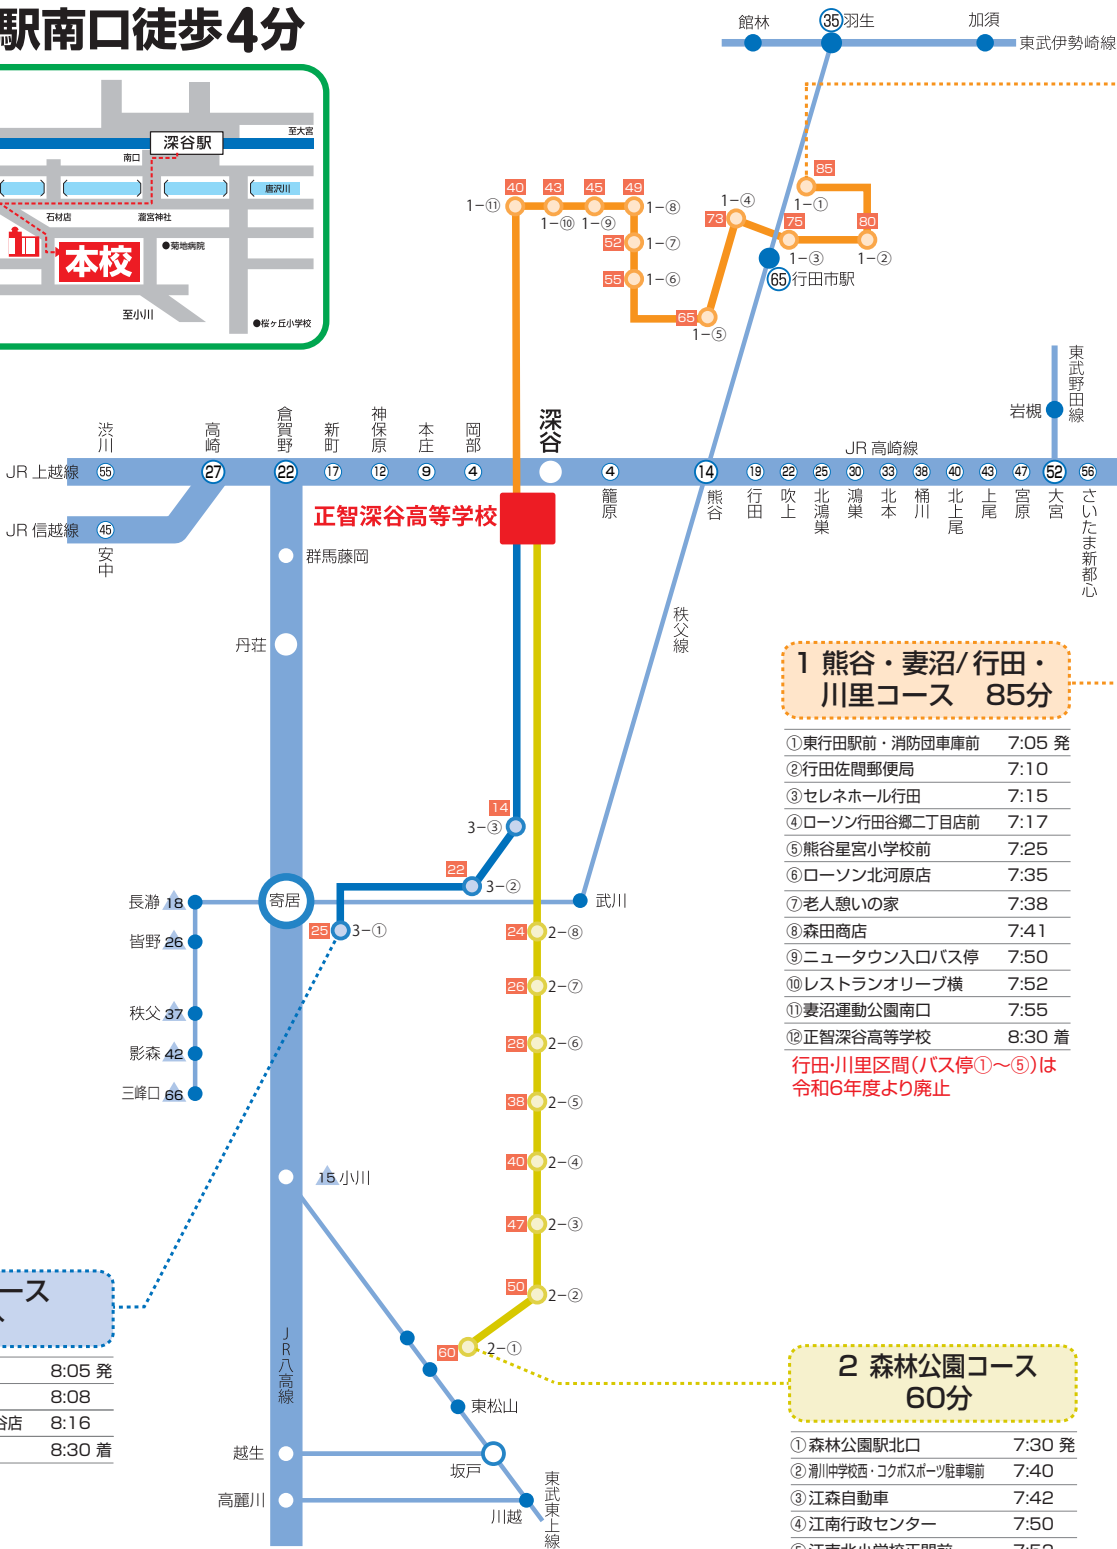 駅南口徒歩4分
深谷駅
至大宮
南口
唐沢川
石材店
瀧宮神社
●菊地病院
本校
至小川
●桜ヶ丘小学校
館林
35 羽生
加須
東武伊勢崎線
85
1−①
40
43
45
49
1−⑪
1−⑩
1−⑨
1−⑧
52
1−⑦
55
1−⑥
65
1−⑤
73
1−④
75
1−③
80
1−②
65 行田市駅
東武野田線
岩槻
JR 高崎線
渋川
高崎
倉賀野
新町
神保原
本庄
岡部
深谷
JR 上越線
55
27
22
17
12
9
4
4
14
19
22
25
30
33
38
40
43
47
52
56
籠原
熊谷
行田
吹上
北鴻巣
鴻巣
北本
桶川
北上尾
上尾
宮原
大宮
さいたま新都心
JR 信越線
45
安中
正智深谷高等学校
群馬藤岡
丹荘
秩父線
1 熊谷・妻沼/行田・
川里コース 85分
①東行田駅前・消防団車庫前 7:05 発
②行田佐間郵便局 7:10
③セレネホール行田 7:15
④ローソン行田谷郷二丁目店前 7:17
⑤熊谷星宮小学校前 7:25
⑥ローソン北河原店 7:35
⑦老人憩いの家 7:38
⑧森田商店 7:41
⑨ニュータウン入口バス停 7:50
⑩レストランオリーブ横 7:52
⑪妻沼運動公園南口 7:55
⑫正智深谷高等学校 8:30 着
行田・川里区間(バス停①〜⑤)は
令和6年度より廃止
14
3−③
22
3−②
25
3−①
寄居
武川
長瀞 18
皆野 26
秩父 37
影森 42
三峰口 66
24
2−⑧
26
2−⑦
28
2−⑥
38
2−⑤
40
2−④
47
2−③
50
2−②
60
2−①
15 小川
JR八高線
東松山
越生
坂戸
高麗川
川越
東武東上線
ース
8:05 発
8:08
谷店 8:16
8:30 着
2 森林公園コース
60分
①森林公園駅北口 7:30 発
②滑川中学校西・コクボスポーツ駐車場前 7:40
③江森自動車 7:42
④江南行政センター 7:50